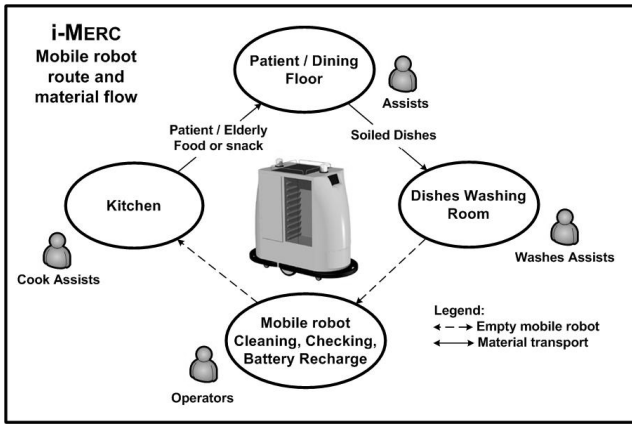 i-MERC
Mobile robot
route and
material flow
Patient / Dining
Floor
Assists
Patient / Elderly
Food or snack
Soiled Dishes
Kitchen
Dishes Washing
Room
Cook Assists
Washes Assists
Mobile robot
Cleaning, Checking,
Battery Recharge
Operators
Legend:
Empty mobile robot
Material transport